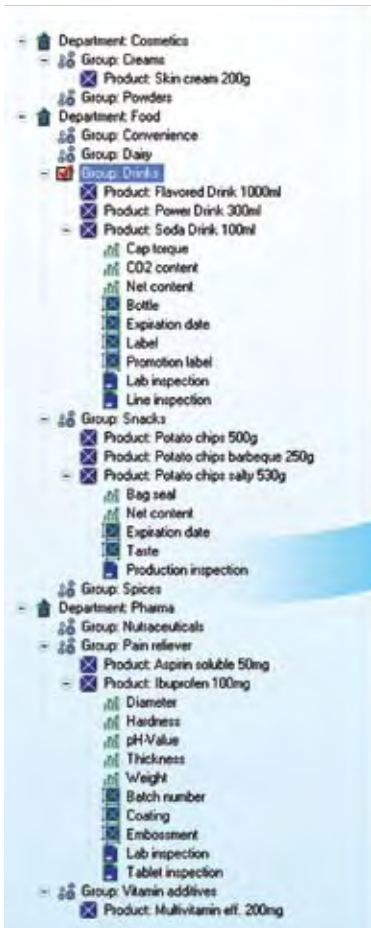 Department: Cosmetics
Group: Creams
Product: Skin cream 200g
Group: Powders
Department: Food
Group: Convenience
Group: Dairy
Group: Drinks
Product: Flavored Drink 1000ml
Product: Power Drink 300ml
Product: Soda Drink 100ml
Cap torque
CO2 content
Net content
Bottle
Expiration date
Label
Promotion label
Lab inspection
Line inspection
Group: Snacks
Product: Potato chips 500g
Product: Potato chips barbeque 250g
Product: Potato chips salty 530g
Bag seal
Net content
Expiration date
Taste
Production inspection
Group: Spices
Department: Pharma
Group: Nutraceuticals
Group: Pain reliever
Product: Aspirin soluble 50mg
Product: Ibuprofen 100mg
Diameter
Hardness
pH-Value
Thickness
Weight
Batch number
Coating
Embossment
Lab inspection
Tablet inspection
Group: Vitamin additives
Product: Multivitamin eff. 200mg